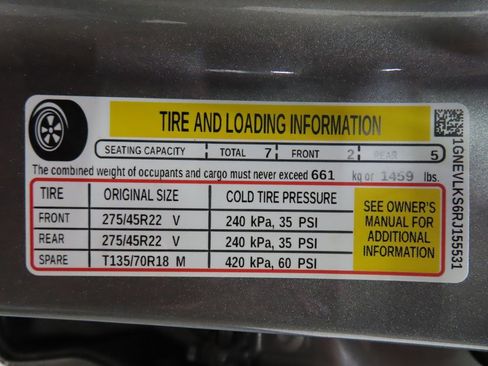 TIRE AND LOADING INFORMATION
SEATING CAPACITY TOTAL 7 FRONT 2 REAR 5
The combined weight of occupants and cargo must never exceed 661 kg or 1459 lbs.
TIRE ORIGINAL SIZE COLD TIRE PRESSURE
FRONT 275/45R22 V 240 kPa, 35 PSI
REAR 275/45R22 V 240 kPa, 35 PSI
SPARE T135/70R18 M 420 kPa, 60 PSI
SEE OWNER'S
MANUAL FOR
ADDITIONAL
INFORMATION
1GNEVLKS6RJ155531